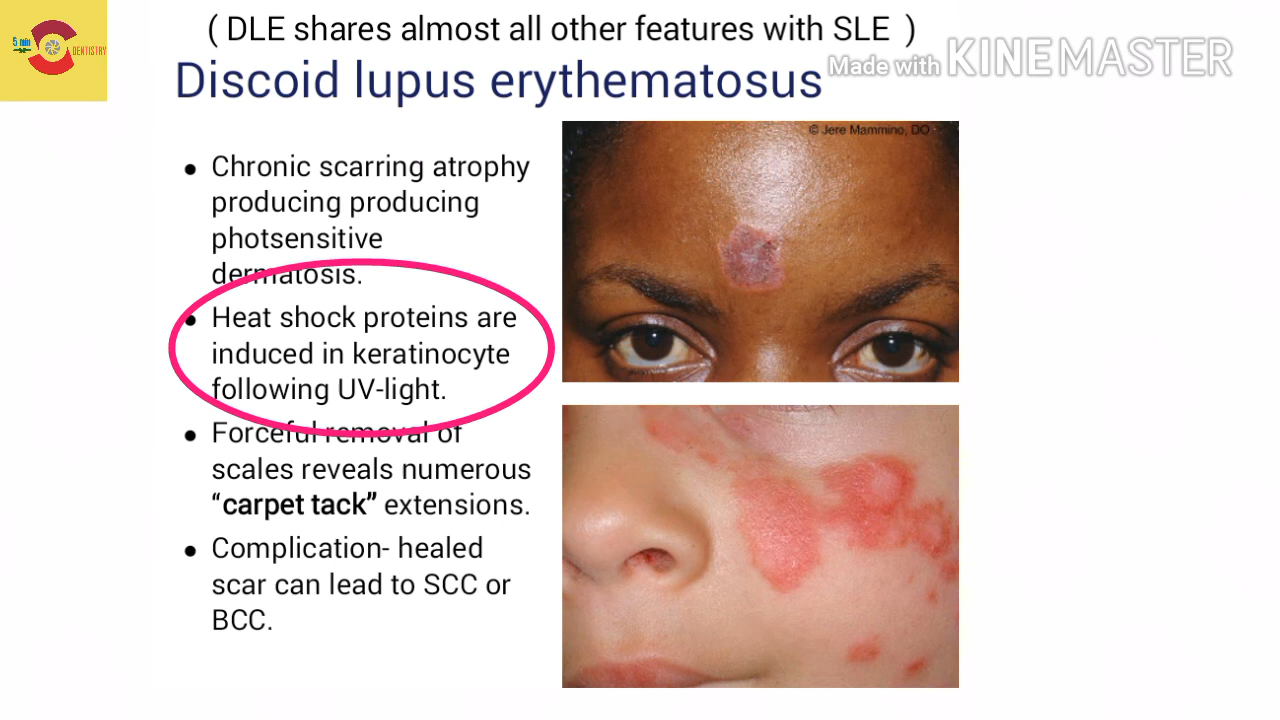 ( DLE shares almost all other features with SLE )
Made with KINEMASTER
Discoid lupus erythematosus
5 min
DENTISTRY
© Jere Mammino, DO
● Chronic scarring atrophy
producing producing
photsensitive
dermatosis.
● Heat shock proteins are
induced in keratinocyte
following UV-light.
● Forceful removal of
scales reveals numerous
“carpet tack” extensions.
● Complication- healed
scar can lead to SCC or
BCC.